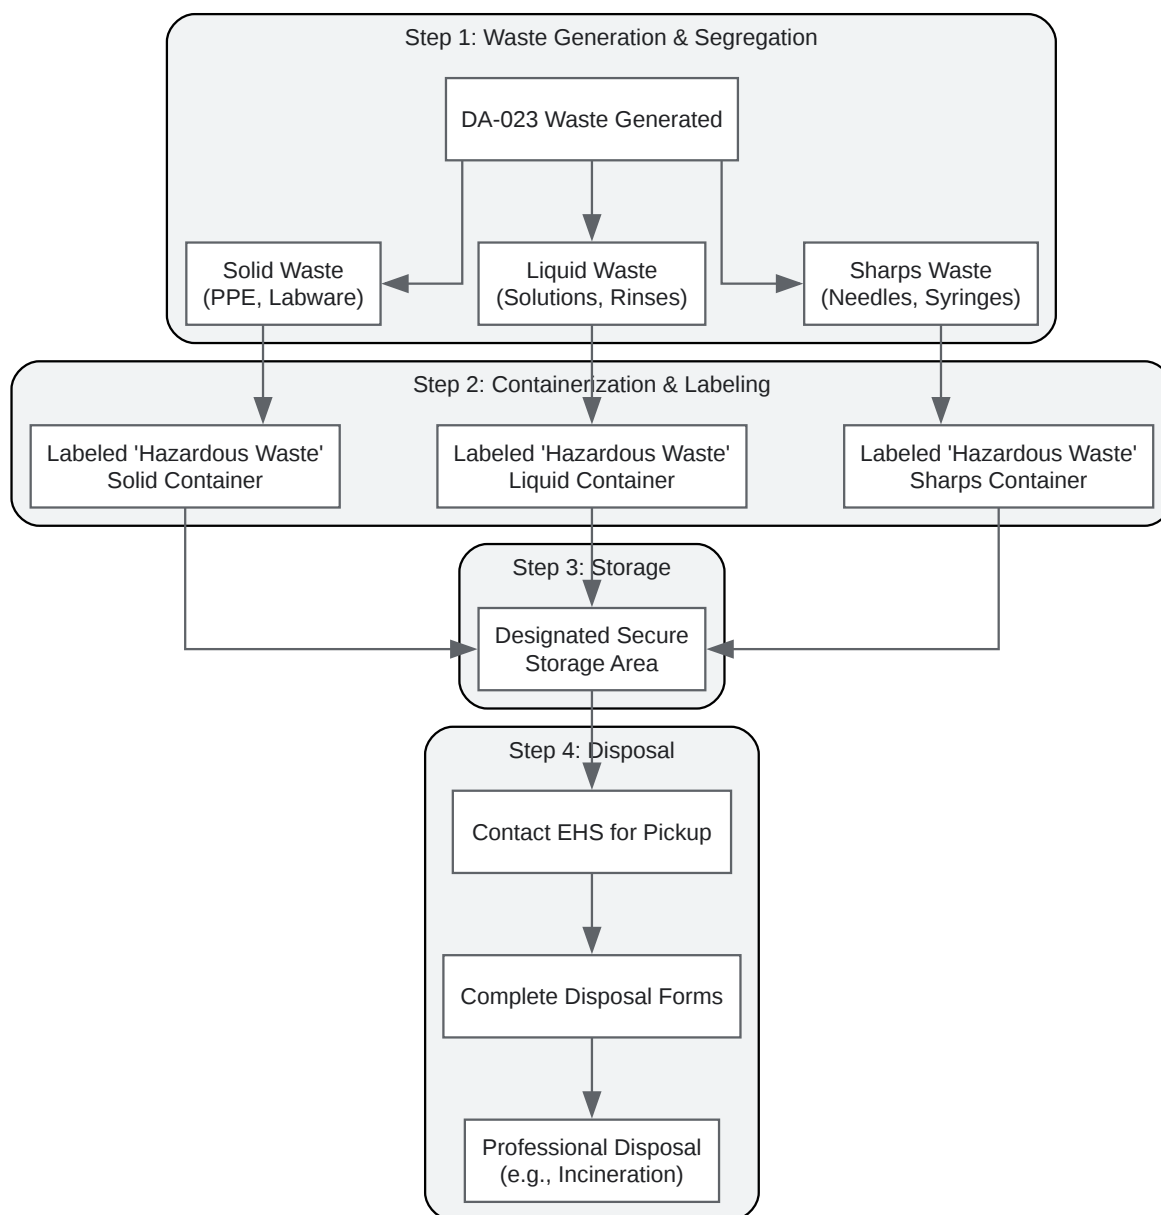 Step 1: Waste Generation & Segregation
DA-023 Waste Generated
Solid Waste
(PPE, Labware)
Liquid Waste
(Solutions, Rinses)
Sharps Waste
(Needles, Syringes)
Step 2: Containerization & Labeling
Labeled 'Hazardous Waste'
Solid Container
Labeled 'Hazardous Waste'
Liquid Container
Labeled 'Hazardous Waste'
Sharps Container
Step 3: Storage
Designated Secure
Storage Area
Step 4: Disposal
Contact EHS for Pickup
Complete Disposal Forms
Professional Disposal
(e.g., Incineration)